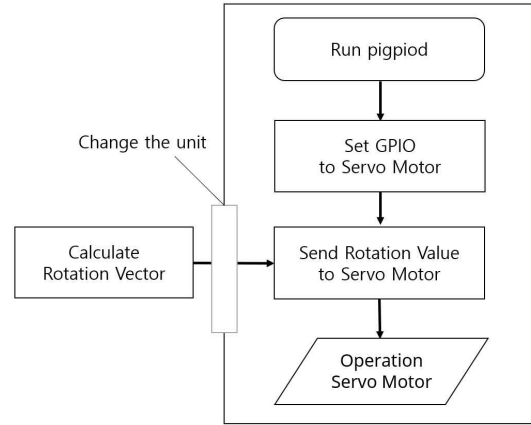 Run pigpiod
Change the unit
Set GPIO
to Servo Motor
Calculate
Rotation Vector
Send Rotation Value
to Servo Motor
Operation
Servo Motor